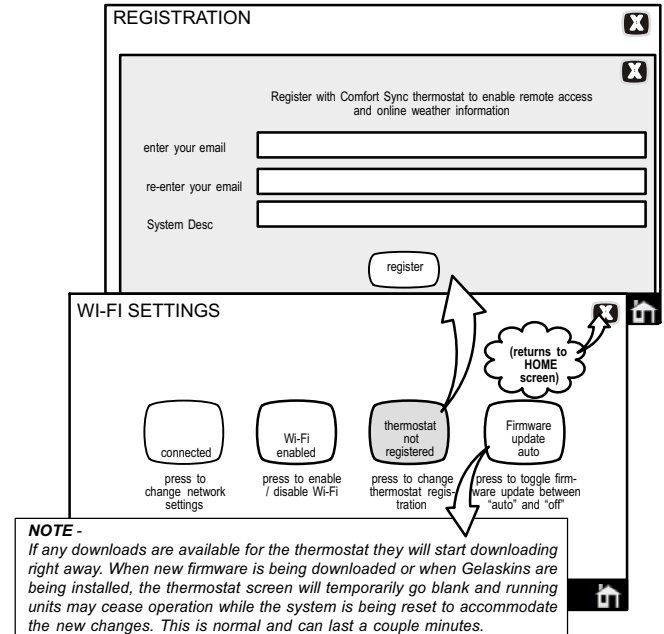 REGISTRATION
X
X
Register with Comfort Sync thermostat to enable remote access
and online weather information
enter your email
re-enter your email
System Desc
register
WI-FI SETTINGS
X
(returns to
HOME
screen)
connected
Wi-Fi
enabled
thermostat
not
registered
Firmware
update
auto
press to
change network
settings
press to enable
/ disable Wi-Fi
press to change
thermostat regis-
tration
press to toggle firm-
ware update between
“auto” and “off”
NOTE -
If any downloads are available for the thermostat they will start downloading
right away. When new firmware is being downloaded or when Gelaskins are
being installed, the thermostat screen will temporarily go blank and running
units may cease operation while the system is being reset to accommodate
the new changes. This is normal and can last a couple minutes.